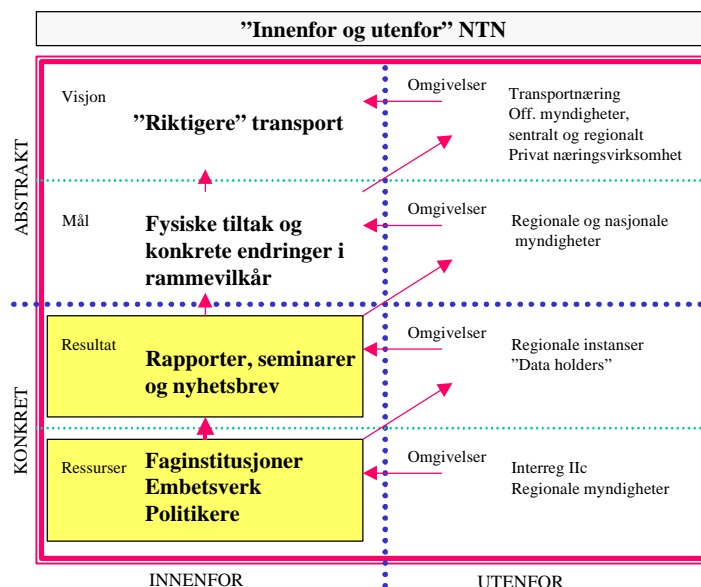 ”Innenfor og utenfor” NTN
ABSTRAKT
Visjon
”Riktigere” transport
Omgivelser
Transportnæring
Off. myndigheter,
sentralt og regionalt
Privat næringsvirksomhet
Mål
Fysiske tiltak og
konkrete endringer i
rammevilkår
Omgivelser
Regionale og nasjonale
myndigheter
KONKRET
Resultat
Rapporter, seminarer
og nyhetsbrev
Omgivelser
Regionale instanser
”Data holders”
Ressurser
Faginstitusjoner
Embetsverk
Politikere
Omgivelser
Interreg IIc
Regionale myndigheter
INNENFOR
UTENFOR